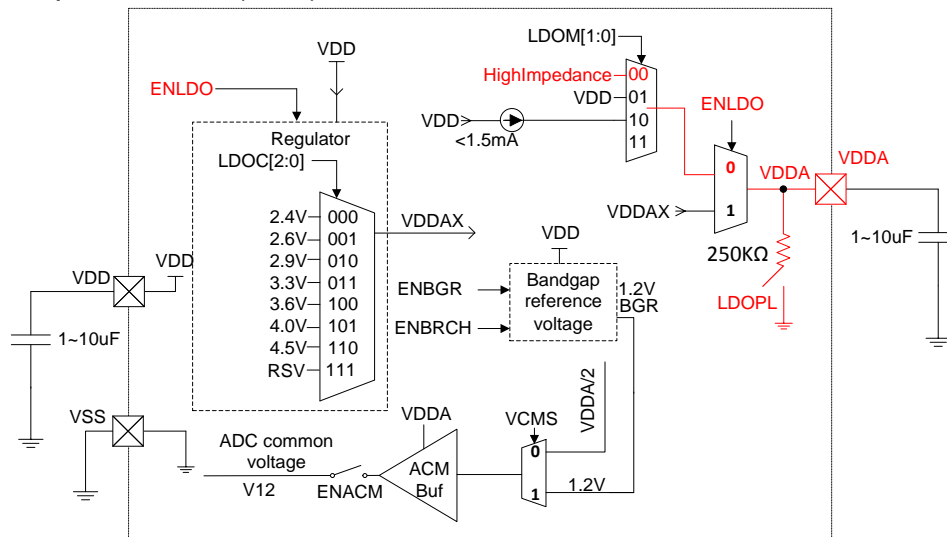 LDOM[1:0]
VDD
HighImpedance
00
ENLDO
VDD
01
ENLDO
VDD
10
<1.5mA
11
Regulator
LDOC[2:0]
0
VDDA
VDDA
2.4V
000
VDDAX
VDDAX
1
2.6V
001
VDD
250KΩ
1~10uF
2.9V
010
VDD
VDD
3.3V
011
ENBGR
Bandgap
reference
voltage
1.2V
BGR
LDOPL
3.6V
100
1~10uF
4.0V
101
ENBRCH
4.5V
110
RSV
111
VDDA/2
VSS
VDDA
VCMS
ADC common
voltage
V12
ENACM
ACM
Buf
0
1
1.2V